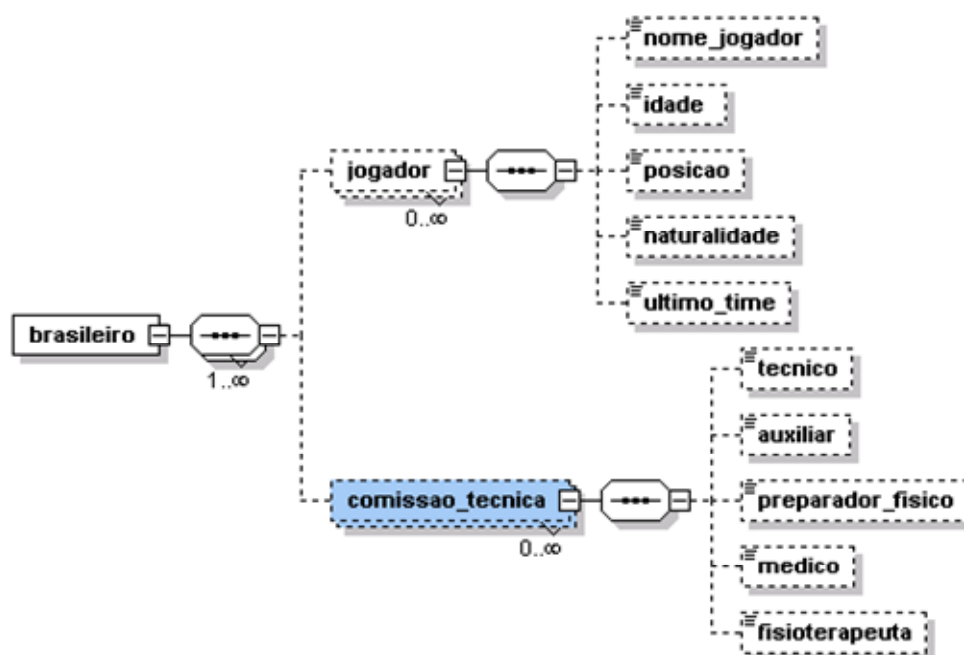 nome_jogador
idade
jogador
posicao
0..∞
naturalidade
ultimo_time
brasileiro
1..∞
tecnico
auxiliar
comissao_tecnica
preparador_fisico
0..∞
medico
fisioterapeuta